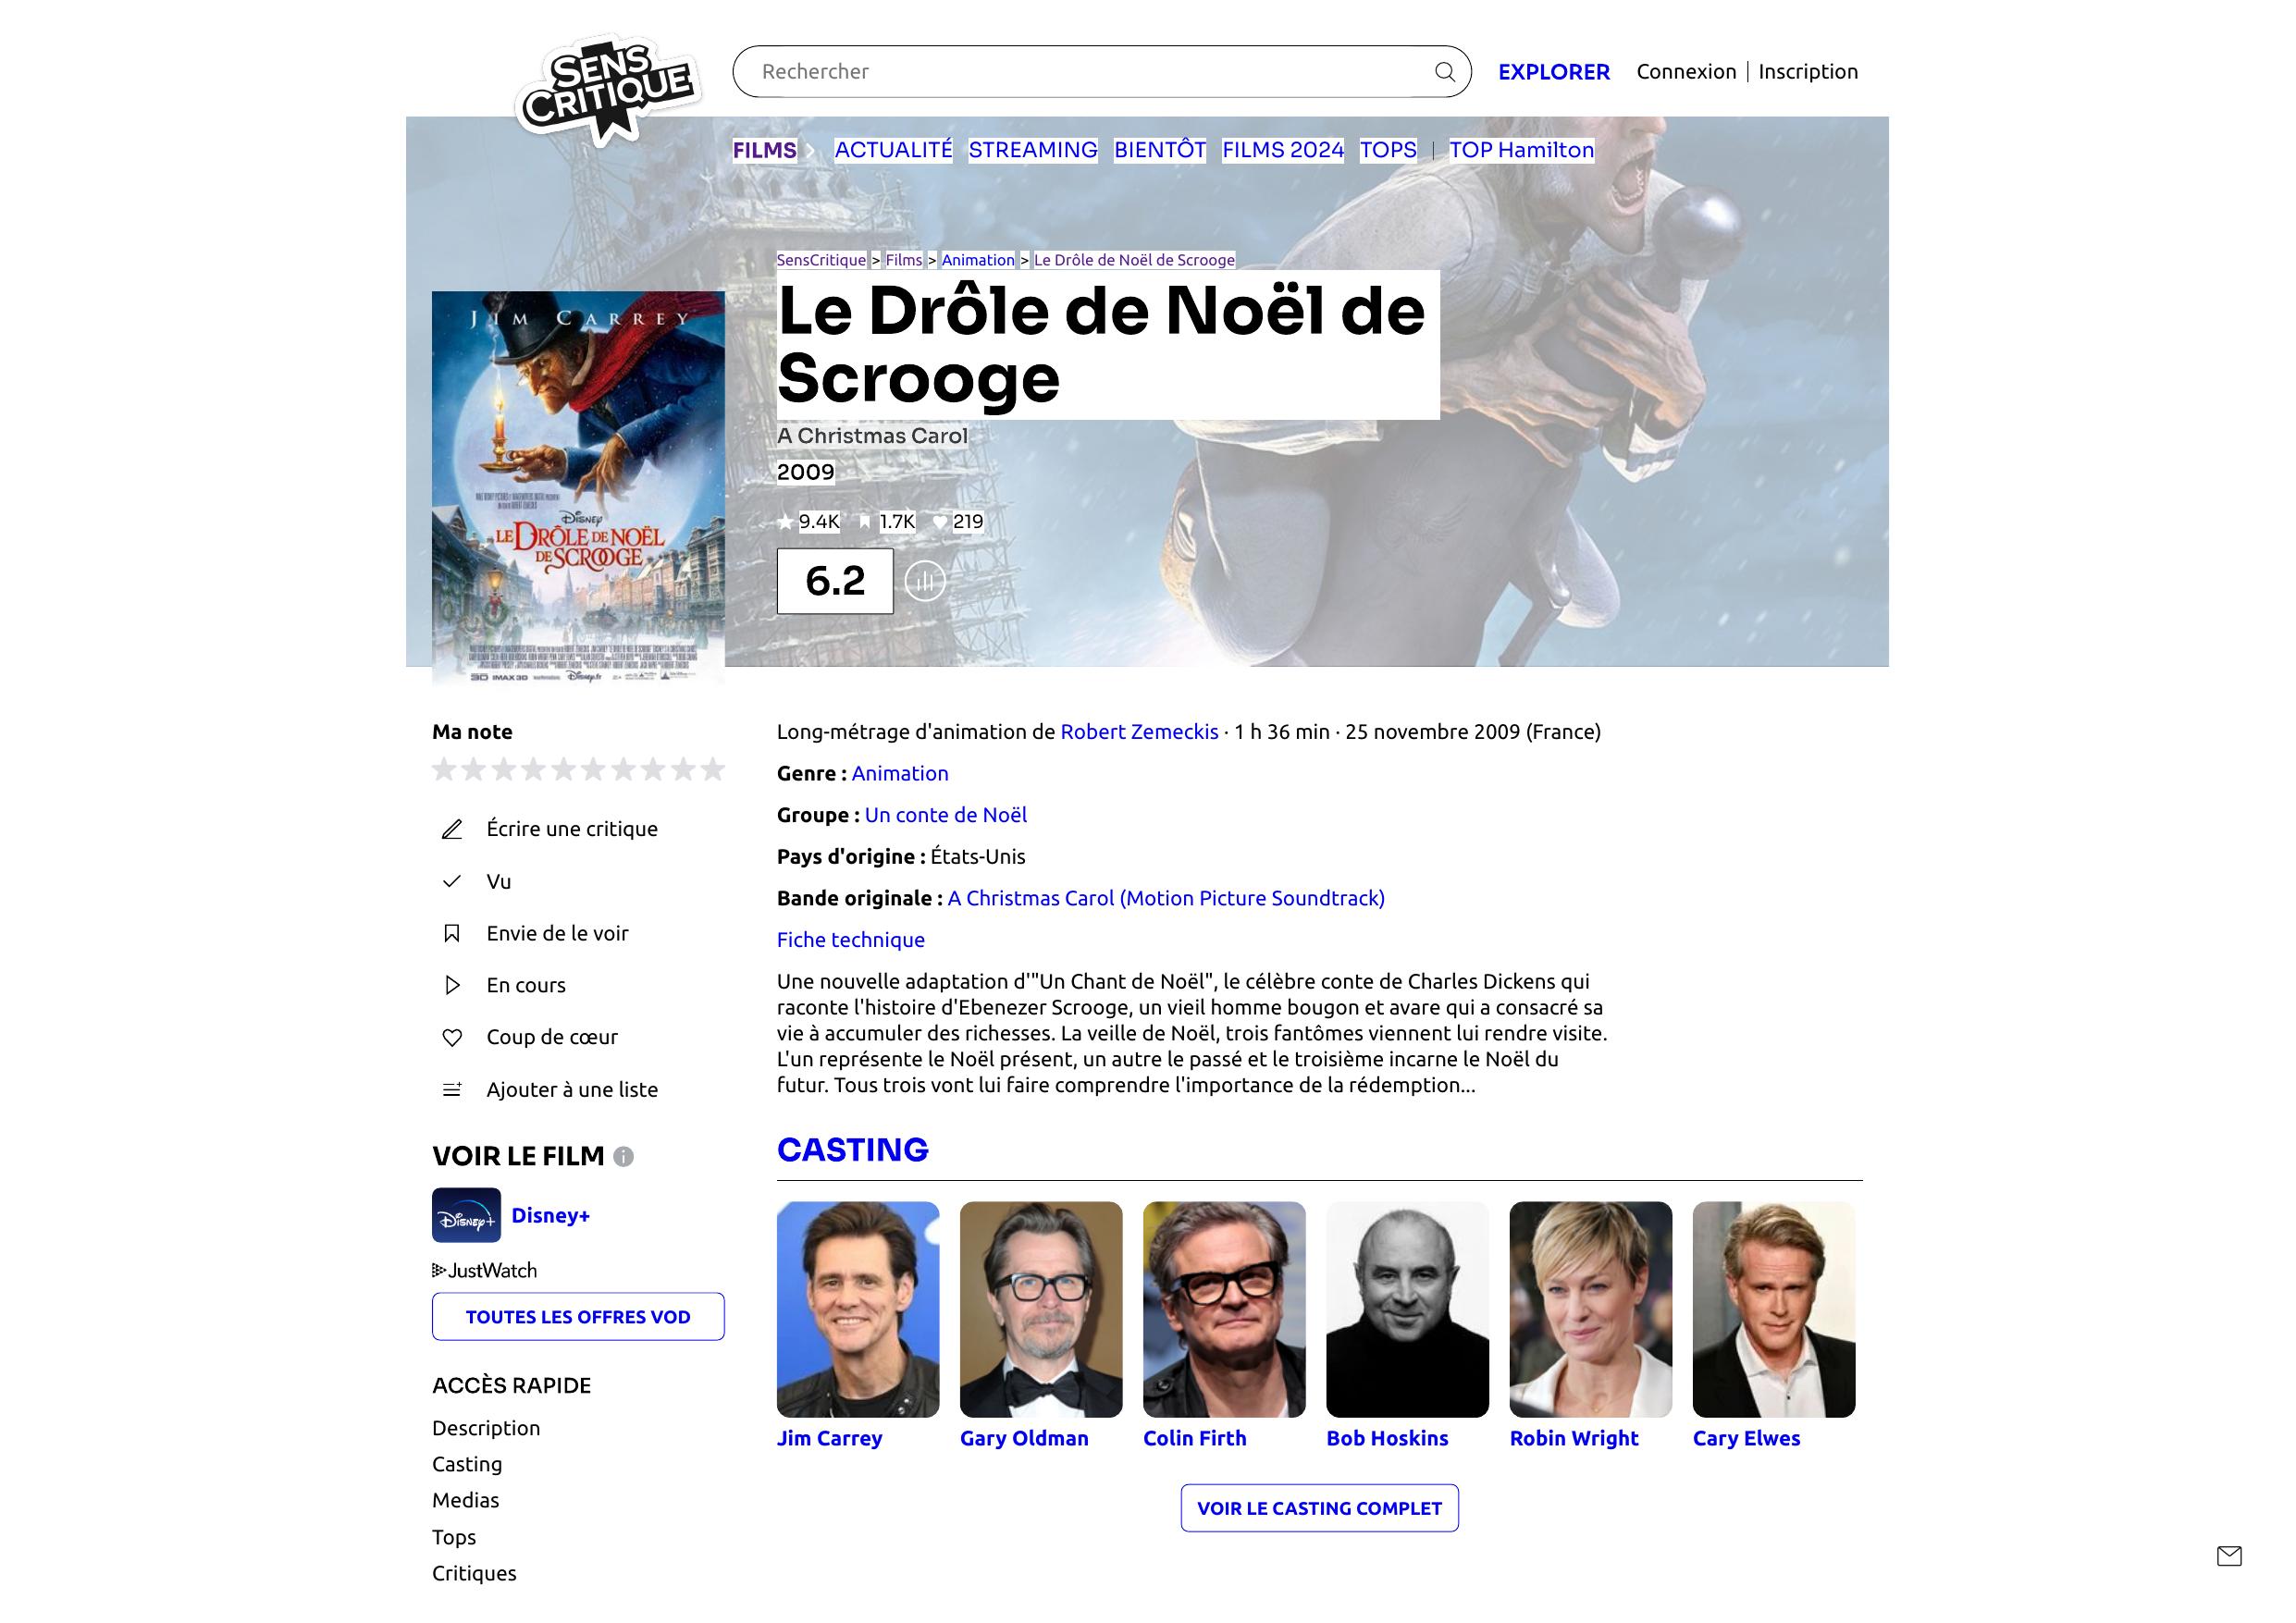 SENS
CRITIQUE
Rechercher
EXPLORER
Connexion | Inscription
FILMS
ACTUALITÉ STREAMING BIENTÔT FILMS 2024 TOPS | TOP Hamilton
SensCritique > Films > Animation > Le Drôle de Noël de Scrooge
Le Drôle de Noël de
Scrooge
A Christmas Carol
2009
9.4K 1.7K 219
6.2
JIM CARREY
DISNEY
LE DRÔLE DE NOËL
DE SCROOGE
3D IMAX 3D
Disney.fr
Ma note
Écrire une critique
Vu
Envie de le voir
En cours
Coup de cœur
Ajouter à une liste
VOIR LE FILM
Disney+
Disney+
JustWatch
TOUTES LES OFFRES VOD
ACCÈS RAPIDE
Description
Casting
Medias
Tops
Critiques
Long-métrage d'animation de Robert Zemeckis · 1 h 36 min · 25 novembre 2009 (France)
Genre : Animation
Groupe : Un conte de Noël
Pays d'origine : États-Unis
Bande originale : A Christmas Carol (Motion Picture Soundtrack)
Fiche technique
Une nouvelle adaptation d'"Un Chant de Noël", le célèbre conte de Charles Dickens qui
raconte l'histoire d'Ebenezer Scrooge, un vieil homme bougon et avare qui a consacré sa
vie à accumuler des richesses. La veille de Noël, trois fantômes viennent lui rendre visite.
L'un représente le Noël présent, un autre le passé et le troisième incarne le Noël du
futur. Tous trois vont lui faire comprendre l'importance de la rédemption...
CASTING
Jim Carrey
Gary Oldman
Colin Firth
Bob Hoskins
Robin Wright
Cary Elwes
VOIR LE CASTING COMPLET